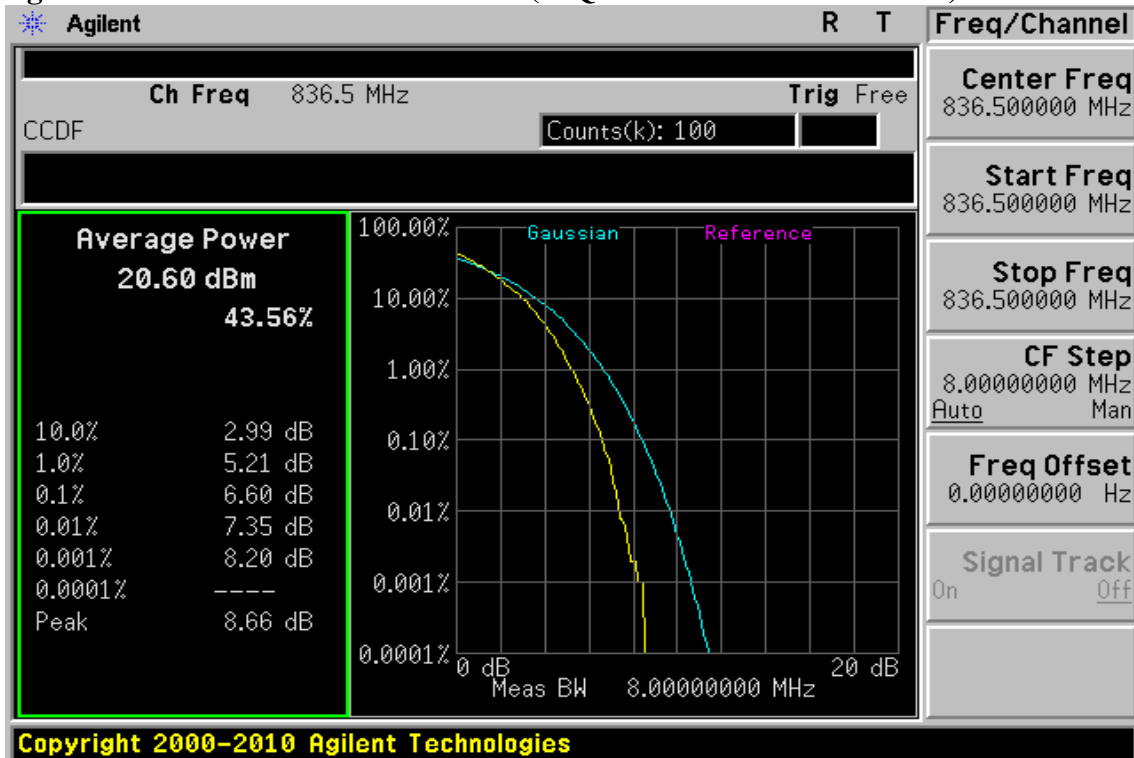 Agilent R T
Ch Freq 836.5 MHz Trig Free
CCDF Counts(k): 100
Average Power
20.60 dBm
43.56%
10.0% 2.99 dB
1.0% 5.21 dB
0.1% 6.60 dB
0.01% 7.35 dB
0.001% 8.20 dB
0.0001% ----
Peak 8.66 dB
Gaussian Reference
100.00%
10.00%
1.00%
0.10%
0.01%
0.001%
0.0001%
0 dB 20 dB
Meas BW 8.00000000 MHz
Freq/Channel
Center Freq
836.500000 MHz
Start Freq
836.500000 MHz
Stop Freq
836.500000 MHz
CF Step
8.00000000 MHz
Auto Man
Freq Offset
0.00000000 Hz
Signal Track
On Off
Copyright 2000-2010 Agilent Technologies